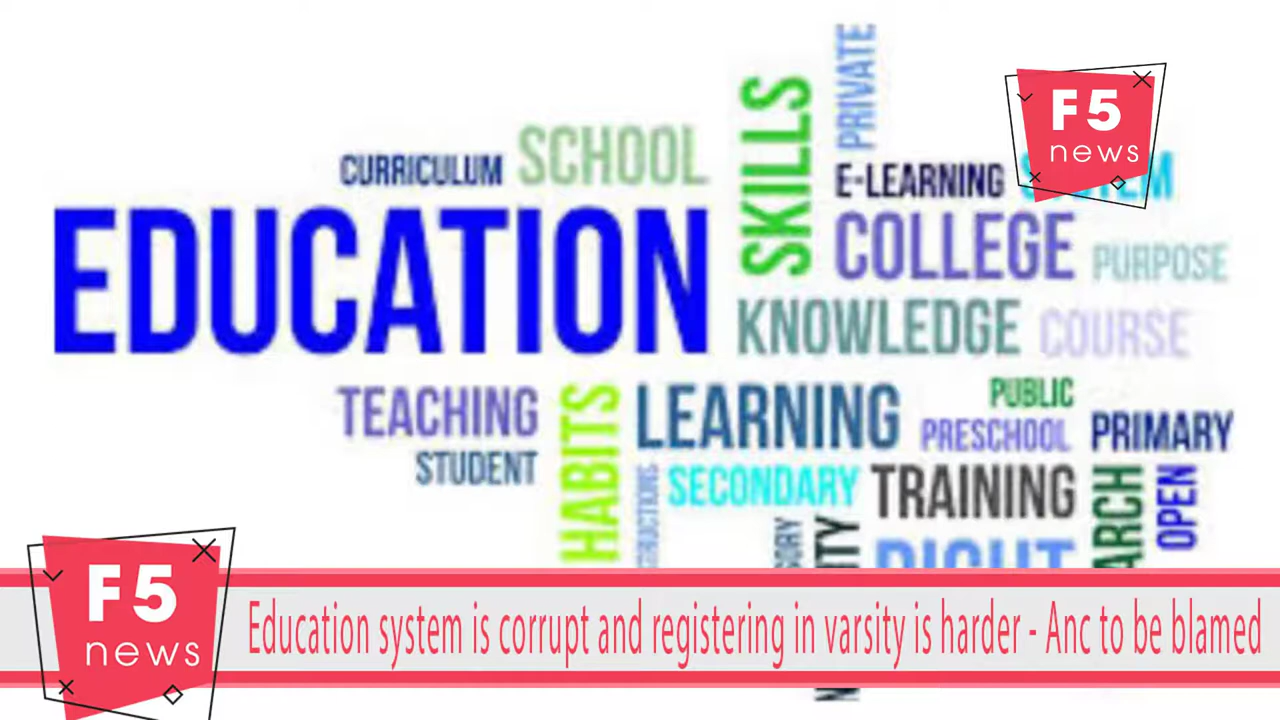 PRIVATE
F5
news
SKILLS
SCHOOL
CURRICULUM
E-LEARNING
EDUCATION
COLLEGE
PURPOSE
KNOWLEDGE
COURSE
PUBLIC
TEACHING
HABITS
LEARNING
PRESCHOOL
PRIMARY
STUDENT
SECONDARY
TRAINING
OPEN
F5
news
Education system is corrupt and registering in varsity is harder - Anc to be blamed